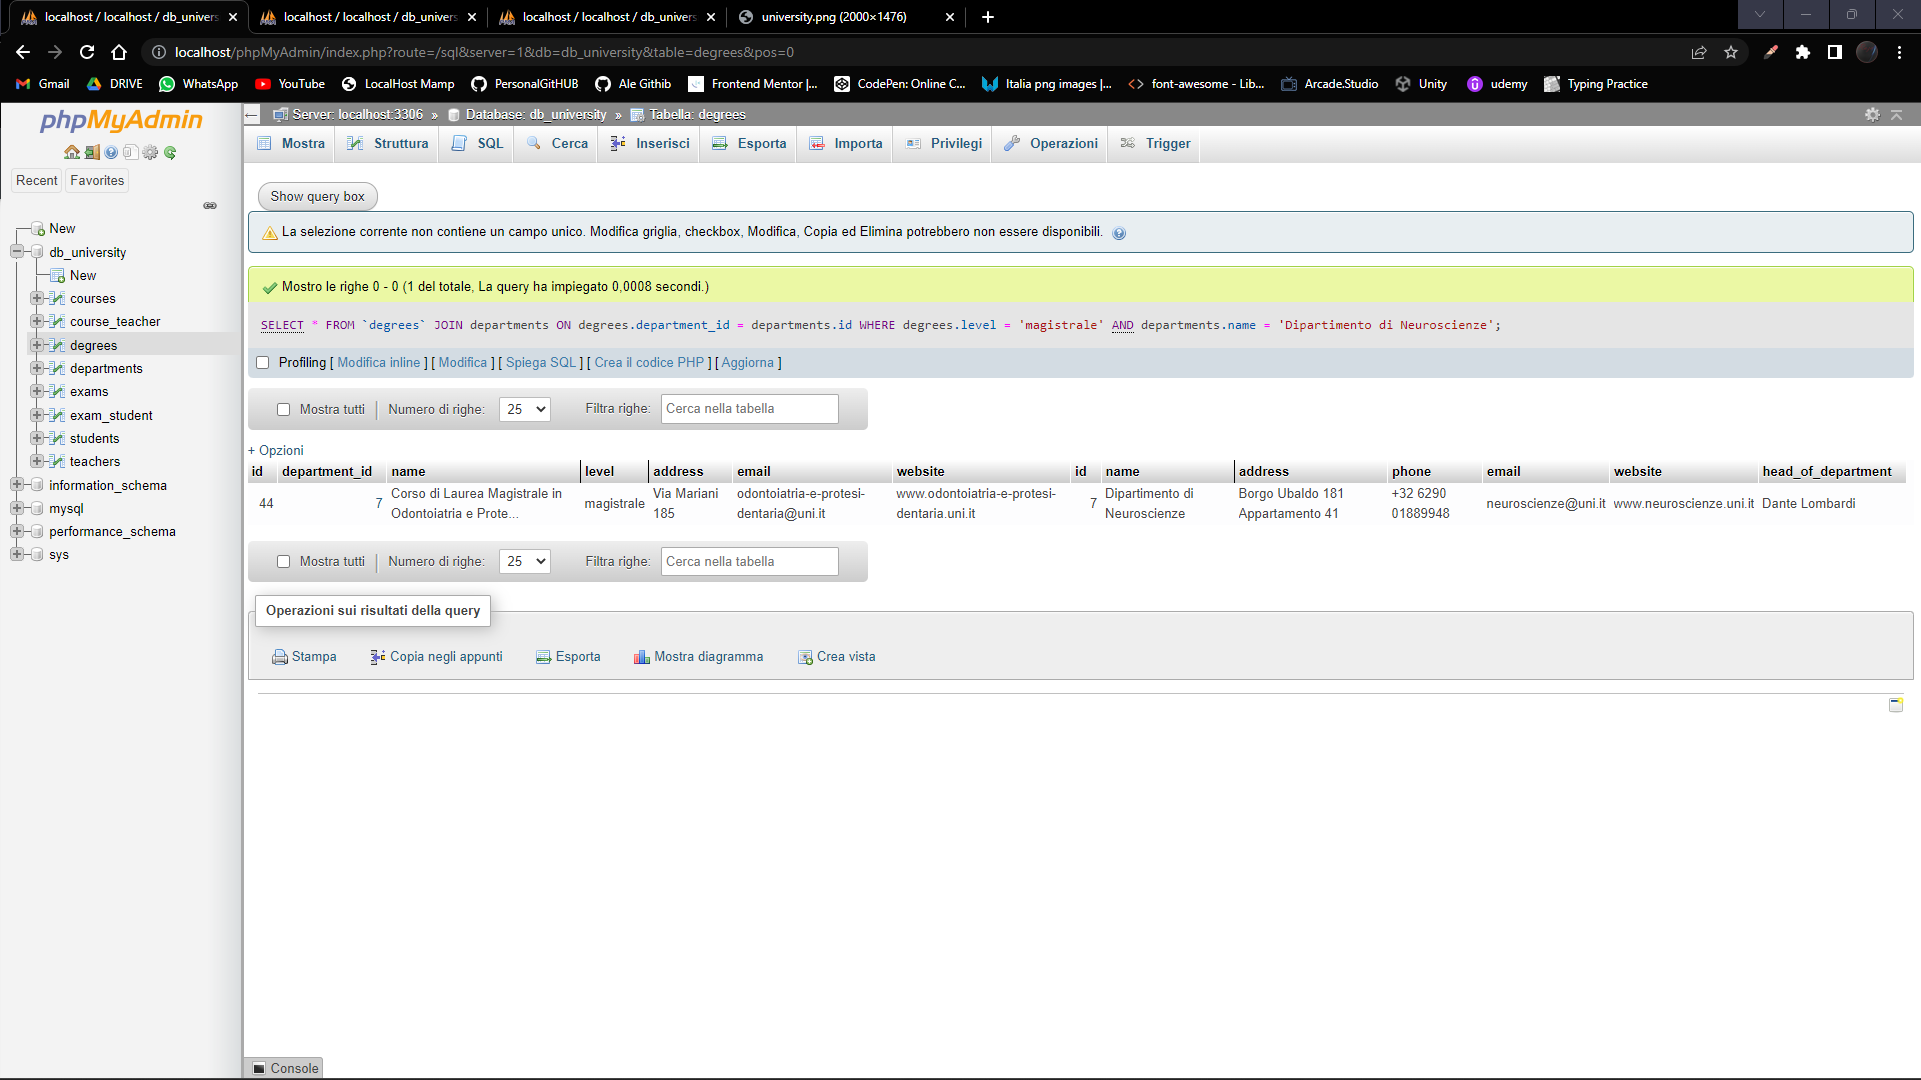 localhost / localhost / db_univers
localhost / localhost / db_univers
localhost / localhost / db_univers
university.png (2000×1476)
localhost/phpMyAdmin/index.php?route=/sql&server=1&db=db_university&table=degrees&pos=0
Gmail DRIVE WhatsApp YouTube LocalHost Mamp PersonalGitHUB Ale Githib Frontend Mentor |... CodePen: Online C... Italia png images |... font-awesome - Lib... Arcade.Studio Unity udemy Typing Practice
phpMyAdmin
Recent Favorites
New
db_university
New
courses
course_teacher
degrees
departments
exams
exam_student
students
teachers
information_schema
mysql
performance_schema
sys
Server: localhost:3306 » Database: db_university » Tabella: degrees
Mostra Struttura SQL Cerca Inserisci Esporta Importa Privilegi Operazioni Trigger
Show query box
La selezione corrente non contiene un campo unico. Modifica griglia, checkbox, Modifica, Copia ed Elimina potrebbero non essere disponibili.
Mostro le righe 0 - 0 (1 del totale, La query ha impiegato 0,0008 secondi.)
SELECT * FROM `degrees` JOIN departments ON degrees.department_id = departments.id WHERE degrees.level = 'magistrale' AND departments.name = 'Dipartimento di Neuroscienze';
Profiling [ Modifica inline ] [ Modifica ] [ Spiega SQL ] [ Crea il codice PHP ] [ Aggiorna ]
Mostra tutti Numero di righe: 25 Filtra righe: Cerca nella tabella
+ Opzioni
id department_id name level address email website id name address phone email website head_of_department
44 7 Corso di Laurea Magistrale in Odontoiatria e Prote... magistrale Via Mariani 185 odontoiatria-e-protesi-dentaria@uni.it www.odontoiatria-e-protesi-dentaria.uni.it 7 Dipartimento di Neuroscienze Borgo Ubaldo 181 Appartamento 41 +32 6290 01889948 neuroscienze@uni.it www.neuroscienze.uni.it Dante Lombardi
Mostra tutti Numero di righe: 25 Filtra righe: Cerca nella tabella
Operazioni sui risultati della query
Stampa Copia negli appunti Esporta Mostra diagramma Crea vista
Console